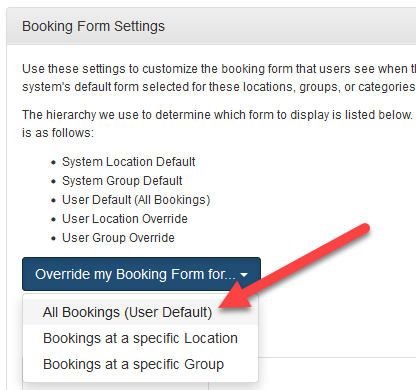 Booking Form Settings
Use these settings to customize the booking form that users see when
system's default form selected for these locations, groups, or categories
The hierarchy we use to determine which form to display is listed below.
is as follows:
System Location Default
System Group Default
User Default (All Bookings)
User Location Override
User Group Override
Override my Booking Form for...
All Bookings (User Default)
Bookings at a specific Location
Bookings at a specific Group